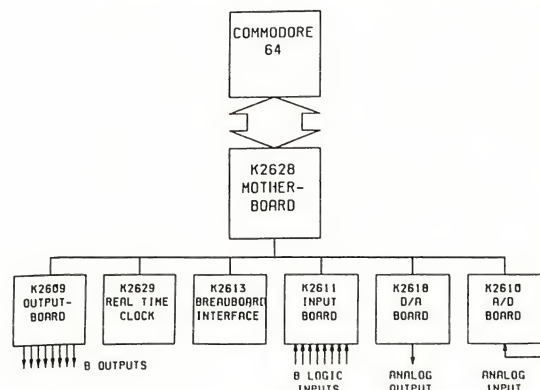 COMMODORE
64
K2628
MOTHER-
BOARD
K2609
OUTPUT-
BOARD
K2629
REAL TIME
CLOCK
K2613
BREADBOARD
INTERFACE
K2611
INPUT
BOARD
K2618
D/A
BOARD
K2610
A/D
BOARD
8 OUTPUTS
8 LOGIC
INPUTS
ANALOG
OUTPUT
ANALOG
INPUT